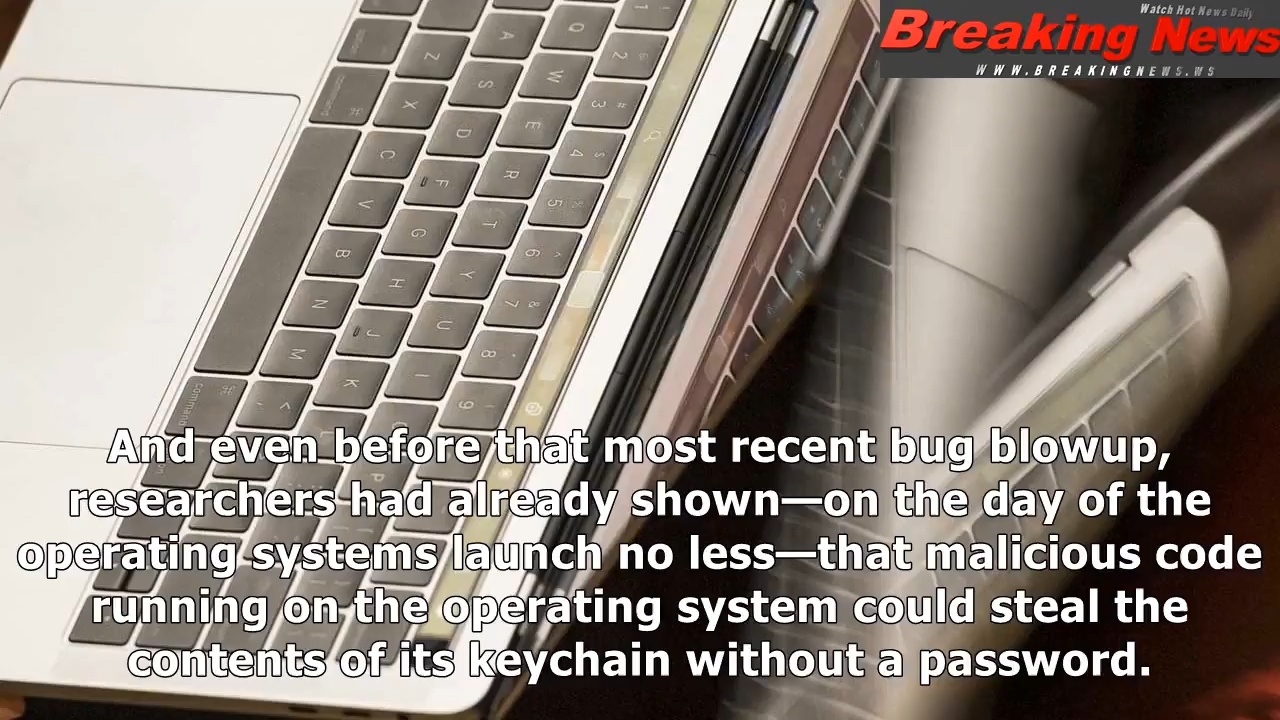 Watch Hot News Daily
Breaking News
WWW.BREAKINGNEWS.WS
And even before that most recent bug blowup,
researchers had already shown—on the day of the
operating systems launch no less—that malicious code
running on the operating system could steal the
contents of its keychain without a password.